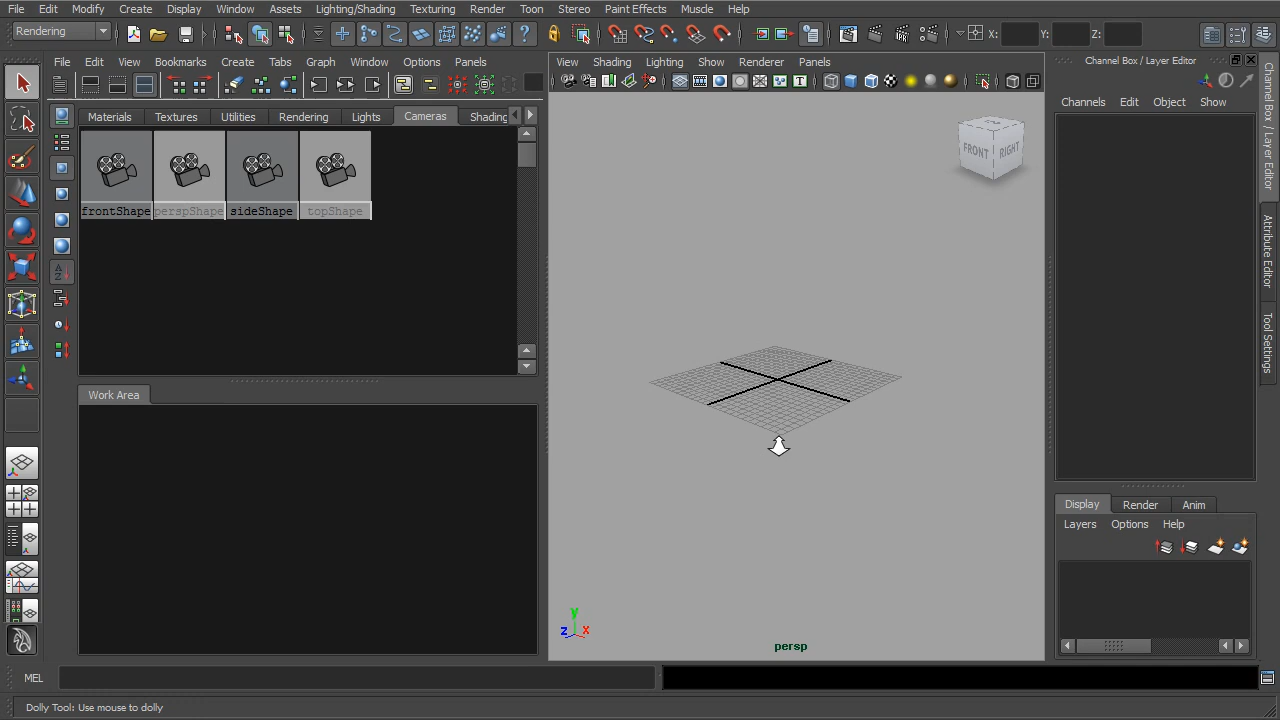 File Edit Modify Create Display Window Assets Lighting/Shading Texturing Render Toon Stereo Paint Effects Muscle Help
Rendering X: Y: Z:
File Edit View Bookmarks Create Tabs Graph Window Options Panels
Materials Textures Utilities Rendering Lights Cameras Shading
frontShape perspShape sideShape topShape
Work Area
View Shading Lighting Show Renderer Panels
FRONT RIGHT
y
z x
persp
Channel Box / Layer Editor
Channels Edit Object Show
Channel Box / Layer Editor
Attribute Editor
Tool Settings
Display Render Anim
Layers Options Help
MEL
Dolly Tool: Use mouse to dolly